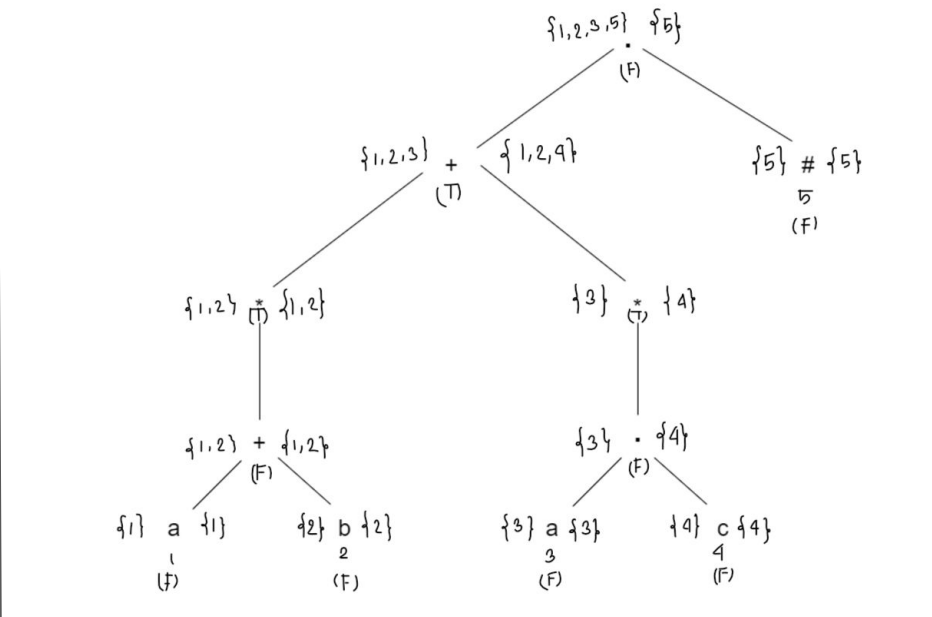 {1,2,3,5} . {5}
(F)
{1,2,3} + {1,2,4}
(T)
{5} # {5}
5
(F)
{1,2} * {1,2}
(T)
{3} * {4}
(T)
{1,2} + {1,2}
(F)
{3} . {4}
(F)
{1} a {1}
1
(F)
{2} b {2}
2
(F)
{3} a {3}
3
(F)
{4} c {4}
4
(F)